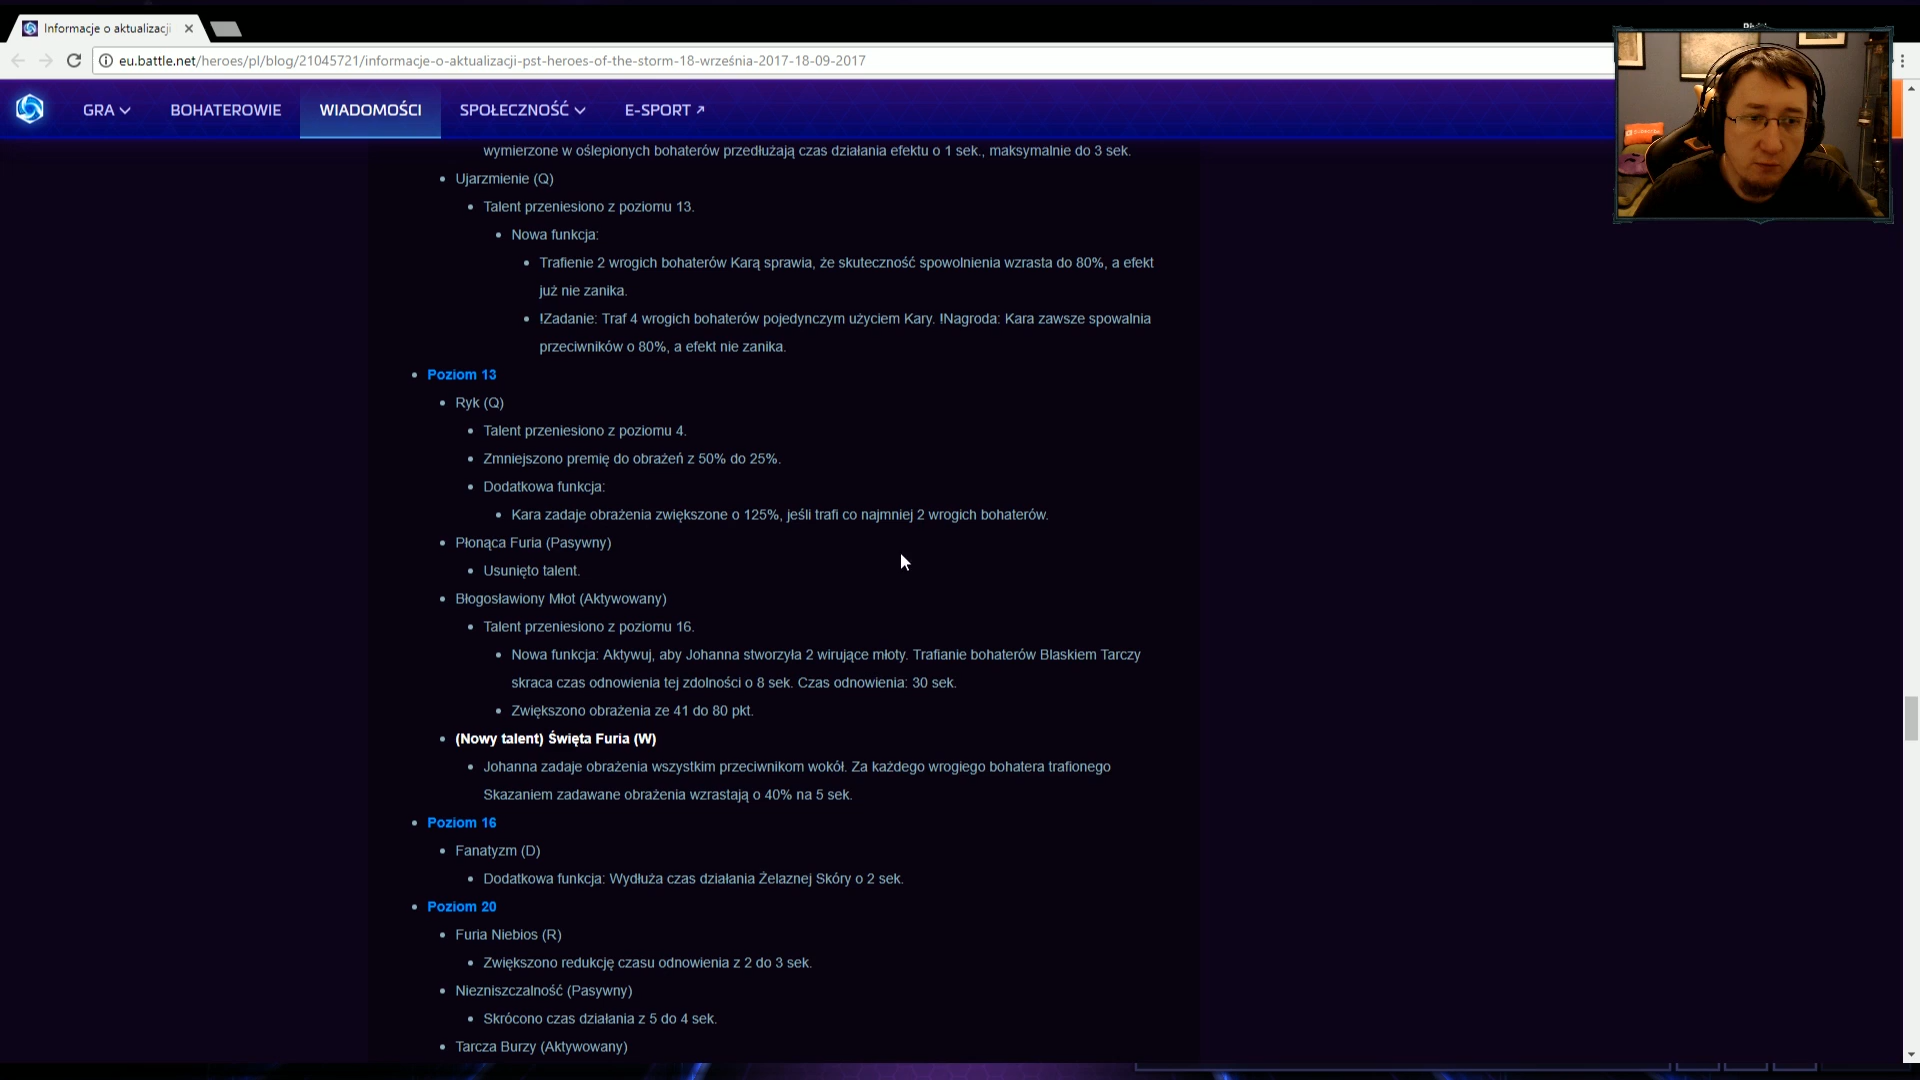 Informacje o aktualizacji
eu.battle.net/heroes/pl/blog/21045721/informacje-o-aktualizacji-pst-heroes-of-the-storm-18-września-2017-18-09-2017
GRA BOHATEROWIE WIADOMOŚCI SPOŁECZNOŚĆ E-SPORT
wymierzone w oślepionych bohaterów przedłużają czas działania efektu o 1 sek., maksymalnie do 3 sek.
Ujarzmienie (Q)
Talent przeniesiono z poziomu 13.
Nowa funkcja:
Trafienie 2 wrogich bohaterów Karą sprawia, że skuteczność spowolnienia wzrasta do 80%, a efekt
już nie zanika.
!Zadanie: Traf 4 wrogich bohaterów pojedynczym użyciem Kary. !Nagroda: Kara zawsze spowalnia
przeciwników o 80%, a efekt nie zanika.
Poziom 13
Ryk (Q)
Talent przeniesiono z poziomu 4.
Zmniejszono premię do obrażeń z 50% do 25%.
Dodatkowa funkcja:
Kara zadaje obrażenia zwiększone o 125%, jeśli trafi co najmniej 2 wrogich bohaterów.
Płonąca Furia (Pasywny)
Usunięto talent.
Błogosławiony Młot (Aktywowany)
Talent przeniesiono z poziomu 16.
Nowa funkcja: Aktywuj, aby Johanna stworzyła 2 wirujące młoty. Trafianie bohaterów Blaskiem Tarczy
skraca czas odnowienia tej zdolności o 8 sek. Czas odnowienia: 30 sek.
Zwiększono obrażenia ze 41 do 80 pkt.
(Nowy talent) Święta Furia (W)
Johanna zadaje obrażenia wszystkim przeciwnikom wokół. Za każdego wrogiego bohatera trafionego
Skazaniem zadawane obrażenia wzrastają o 40% na 5 sek.
Poziom 16
Fanatyzm (D)
Dodatkowa funkcja: Wydłuża czas działania Żelaznej Skóry o 2 sek.
Poziom 20
Furia Niebios (R)
Zwiększono redukcję czasu odnowienia z 2 do 3 sek.
Niezniszczalność (Pasywny)
Skrócono czas działania z 5 do 4 sek.
Tarcza Burzy (Aktywowany)